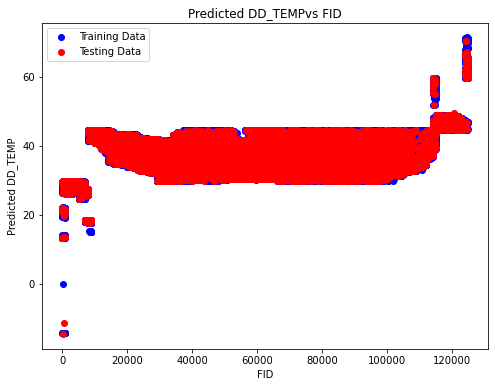 Predicted DD_TEMPvs FID
Training Data
Testing Data
Predicted DD_TEMP
60
40
20
0
0
20000
40000
60000
80000
100000
120000
FID